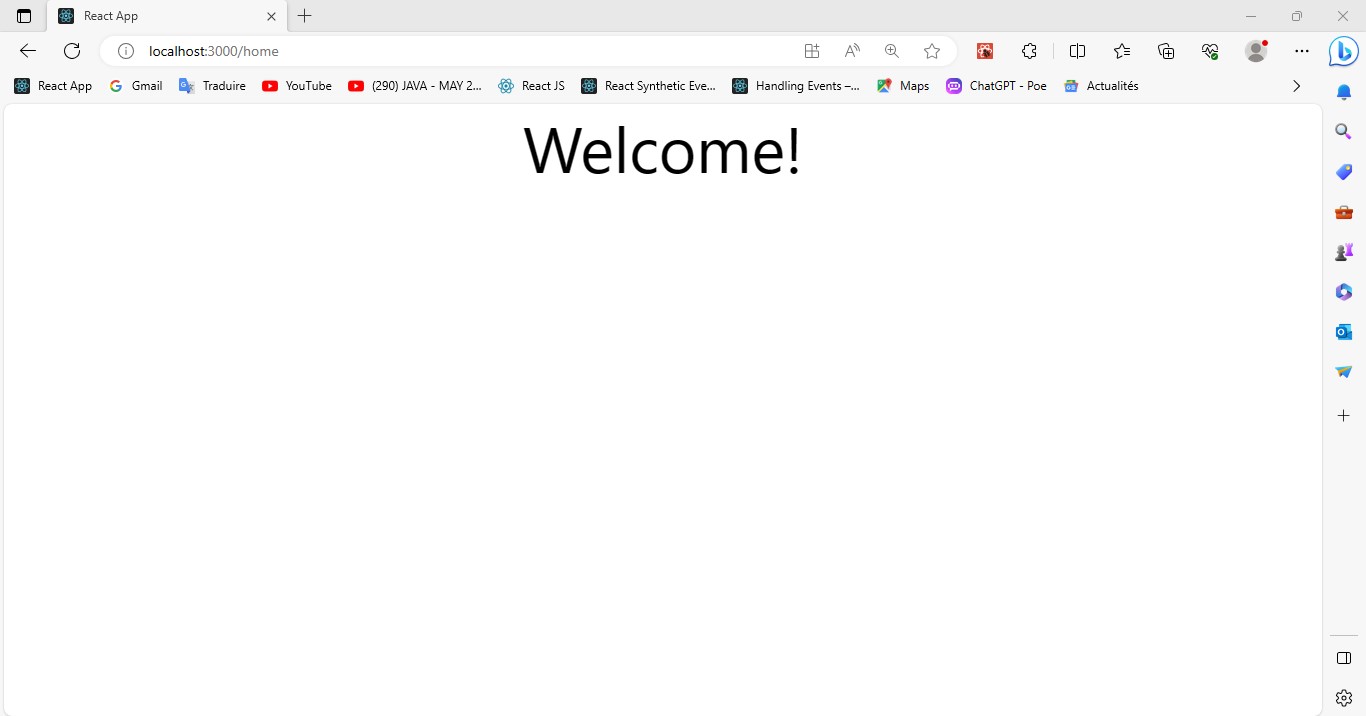 React App
localhost:3000/home
React App Gmail Traduire YouTube (290) JAVA - MAY 2... React JS React Synthetic Eve... Handling Events –... Maps ChatGPT - Poe Actualités
Welcome!